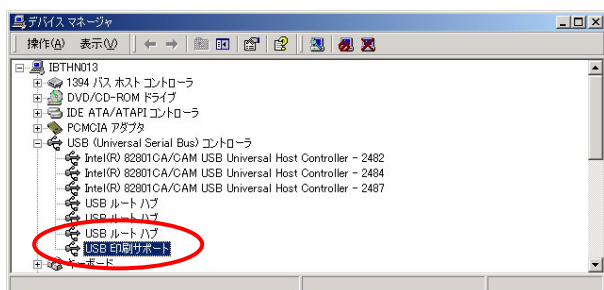 デバイス マネージャ
操作(A) 表示(V)
IBTHN013
1394 バス ホスト コントローラ
DVD/CD-ROM ドライブ
IDE ATA/ATAPI コントローラ
PCMCIA アダプタ
USB (Universal Serial Bus) コントローラ
Intel(R) 82801CA/CAM USB Universal Host Controller - 2482
Intel(R) 82801CA/CAM USB Universal Host Controller - 2484
Intel(R) 82801CA/CAM USB Universal Host Controller - 2487
USB ルート ハブ
USB ルート ハブ
USB ルート ハブ
USB 印刷サポート
キーボード